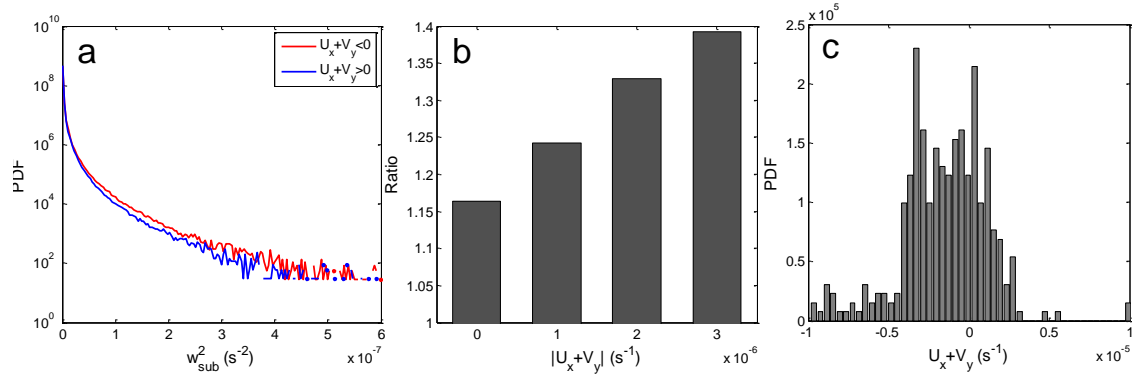 a
10^10
10^8
10^6
10^4
10^2
10^0
PDF
U_x+V_y<0
U_x+V_y>0
0 1 2 3 4 5 6
x 10^-7
w^2_sub (s^-2)
b
1.4
1.35
1.3
1.25
1.2
1.15
1.1
1.05
1
Ratio
0 1 2 3
x 10^-6
|U_x+V_y| (s^-1)
c
x 10^5
2.5
2
1.5
1
0.5
0
PDF
-1 -0.5 0 0.5 1
x 10^-5
U_x+V_y (s^-1)